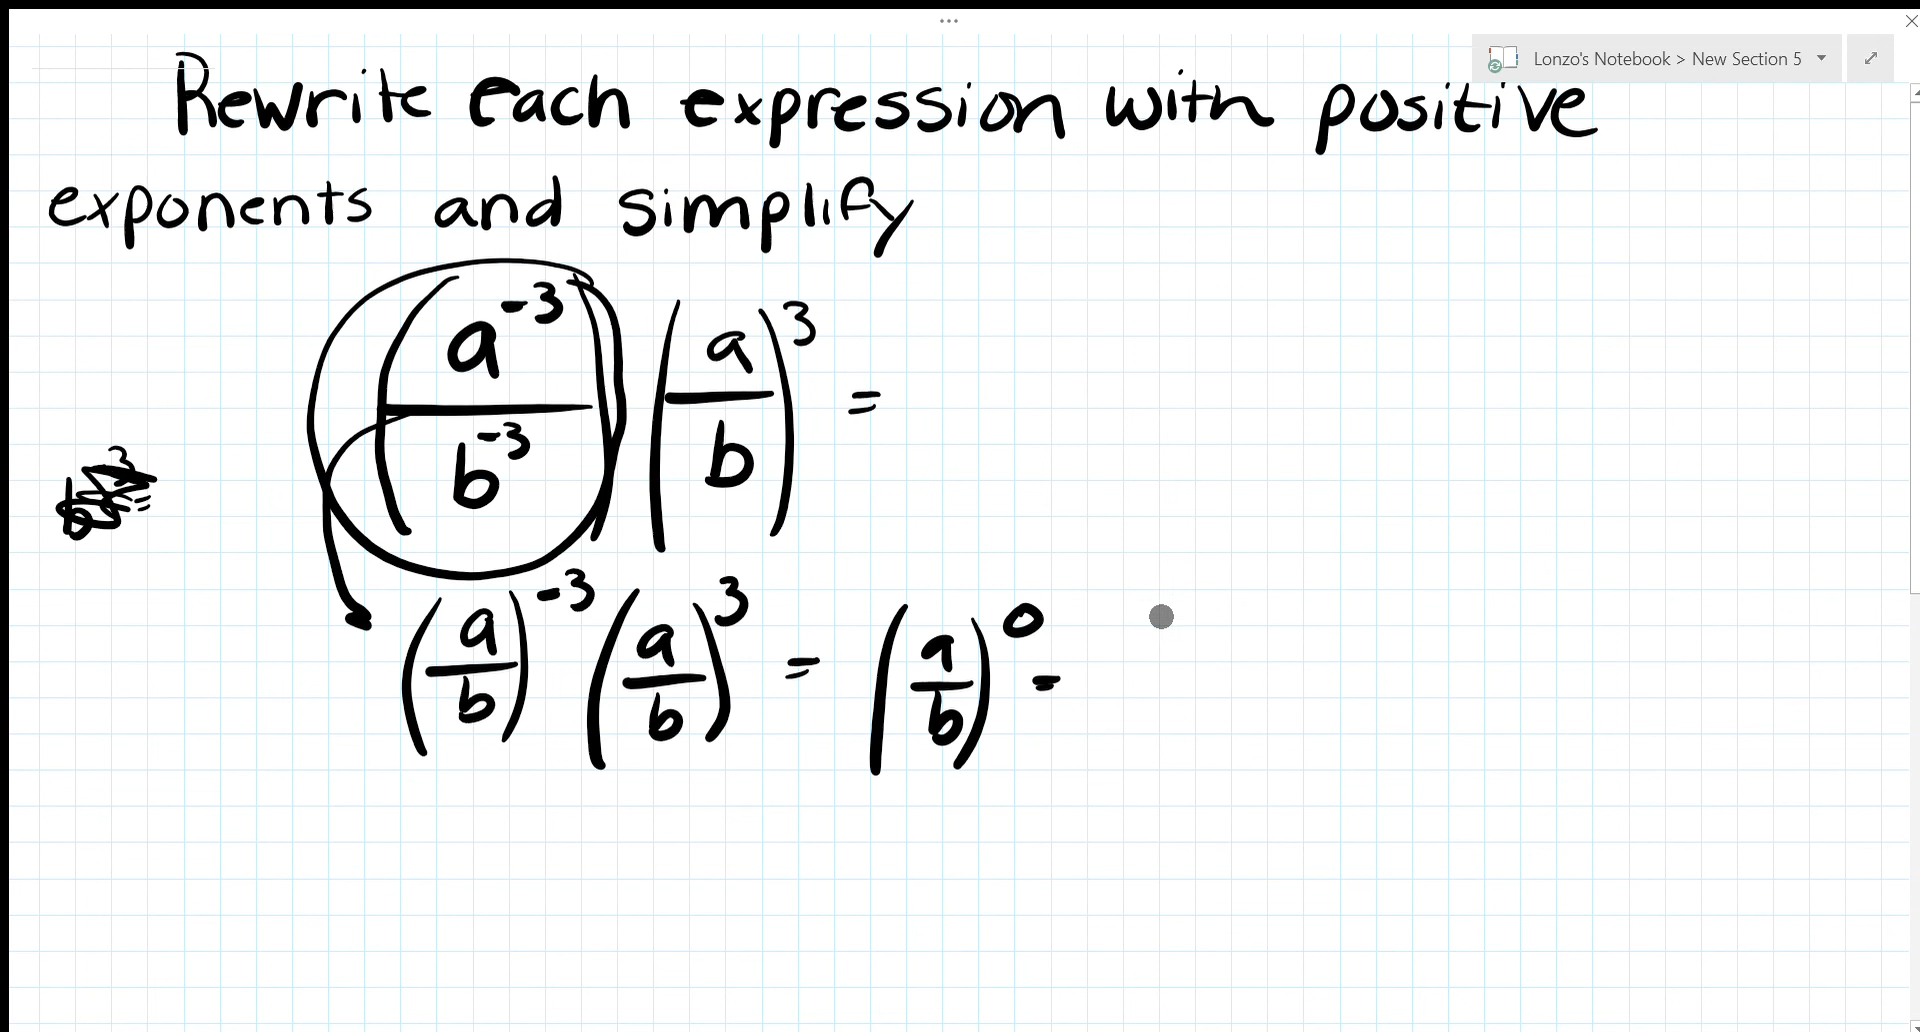 Lonzo's Notebook > New Section 5
Rewrite each expression with positive
exponents and simplify
(a^-3 / b^-3) (a / b)^3 =
(a / b)^-3 (a / b)^3 = (a / b)^0 =